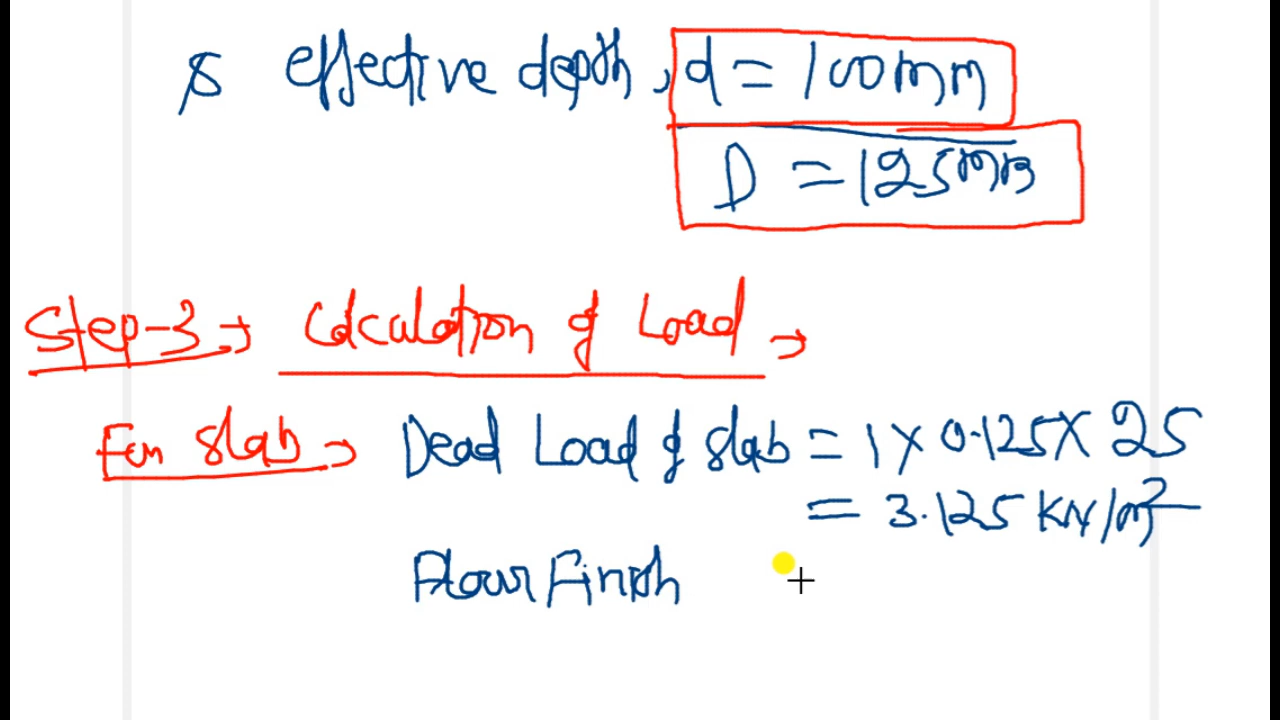 s effective depth, d = 100mm
D = 125mm
Step-3→ Calculation of Load →
For slab → Dead Load of slab = 1 X 0.125 X 25
= 3.125 KN/m²
Floor Finish